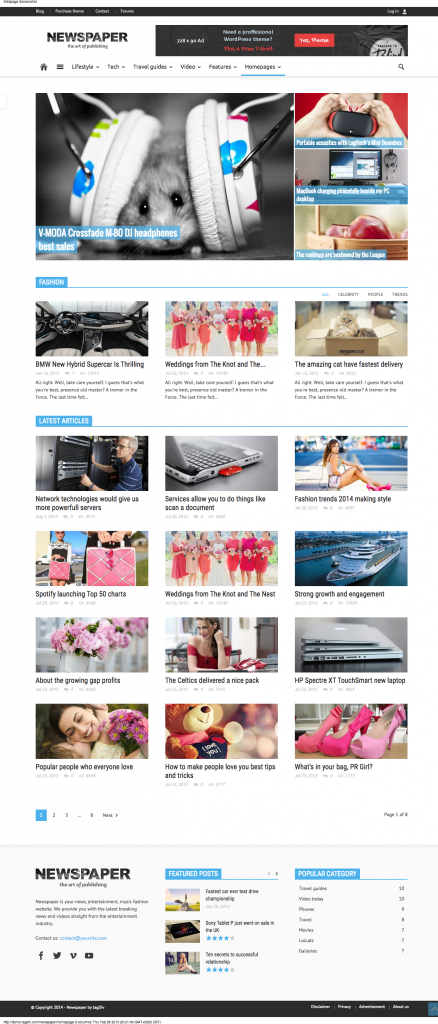 Webpage Screenshot
Blog Purchase theme Contact Forums Log In
NEWSPAPER
the art of publishing
728 x 90 Ad
Need a proffesional
WordPress theme?
Lifestyle Tech Travel guides Video Features Homepages
V-MODA Crossfade M-80 DJ headphones
best sales
Portable acoustics with Logitech's Mini Boombox
Macbook charging peacefully beside my PC
desktop
The rankings are bestowed by the League
FASHION
ALL CELEBRITY PEOPLE TRENDS
BMW New Hybrid Supercar Is Thrilling
All right. Well, take care yourself. I guess that's what
you're best, presence old master? A tremor in the
Force. The last time felt...
Weddings from The Knot and The...
All right. Well, take care yourself. I guess that's what
you're best, presence old master? A tremor in the
Force. The last time felt...
The amazing cat have fastest delivery
All right. Well, take care yourself. I guess that's what
you're best, presence old master? A tremor in the
Force. The last time felt...
LATEST ARTICLES
Network technologies would give us
more powerfull servers
Services allow you to do things like
scan a document
Fashion trends 2014 making style
Spotify launching Top 50 charts
Weddings from The Knot and The Nest
Strong growth and engagement
About the growing gap profits
The Celtics delivered a nice pack
HP Spectre XT TouchSmart new laptop
Popular people who everyone love
How to make people love you best tips
and tricks
What's in your bag, PR Girl?
1 2 3 ... 8 Next
Page 1 of 8
NEWSPAPER
the art of publishing
Newspaper is your news, entertainment, music fashion
website. We provide you with the latest breaking
news and videos straight from the entertainment
industry.
Contact us: contact@yoursite.com
FEATURED POSTS
Fastest car ever test drive
championship
Sony Tablet P just went on sale in
the UK
Ten secrets to sucessful
relationship
POPULAR CATEGORY
Travel guides 10
Video today 10
Phones 9
Travel 8
Movies 7
Lolcats 7
Galleries 7
© Copyright 2014 - Newspaper by tagDiv
Disclaimer Privacy Advertisement About us